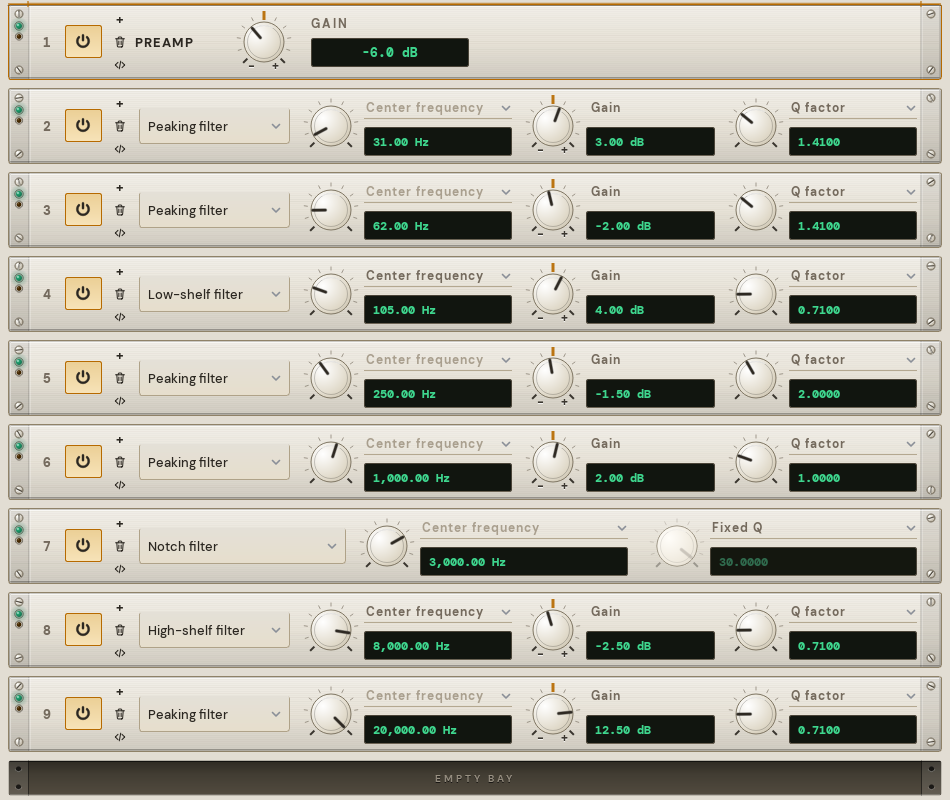 GAIN
1 PREAMP -6.0 dB
- +
Center frequency Gain Q factor
2 Peaking filter 31.00 Hz 3.00 dB 1.4100
- +
Center frequency Gain Q factor
3 Peaking filter 62.00 Hz -2.00 dB 1.4100
- +
Center frequency Gain Q factor
4 Low-shelf filter 105.00 Hz 4.00 dB 0.7100
- +
Center frequency Gain Q factor
5 Peaking filter 250.00 Hz -1.50 dB 2.0000
- +
Center frequency Gain Q factor
6 Peaking filter 1,000.00 Hz 2.00 dB 1.0000
- +
Center frequency Fixed Q
7 Notch filter 3,000.00 Hz 30.0000
Center frequency Gain Q factor
8 High-shelf filter 8,000.00 Hz -2.50 dB 0.7100
- +
Center frequency Gain Q factor
9 Peaking filter 20,000.00 Hz 12.50 dB 0.7100
- +
EMPTY BAY